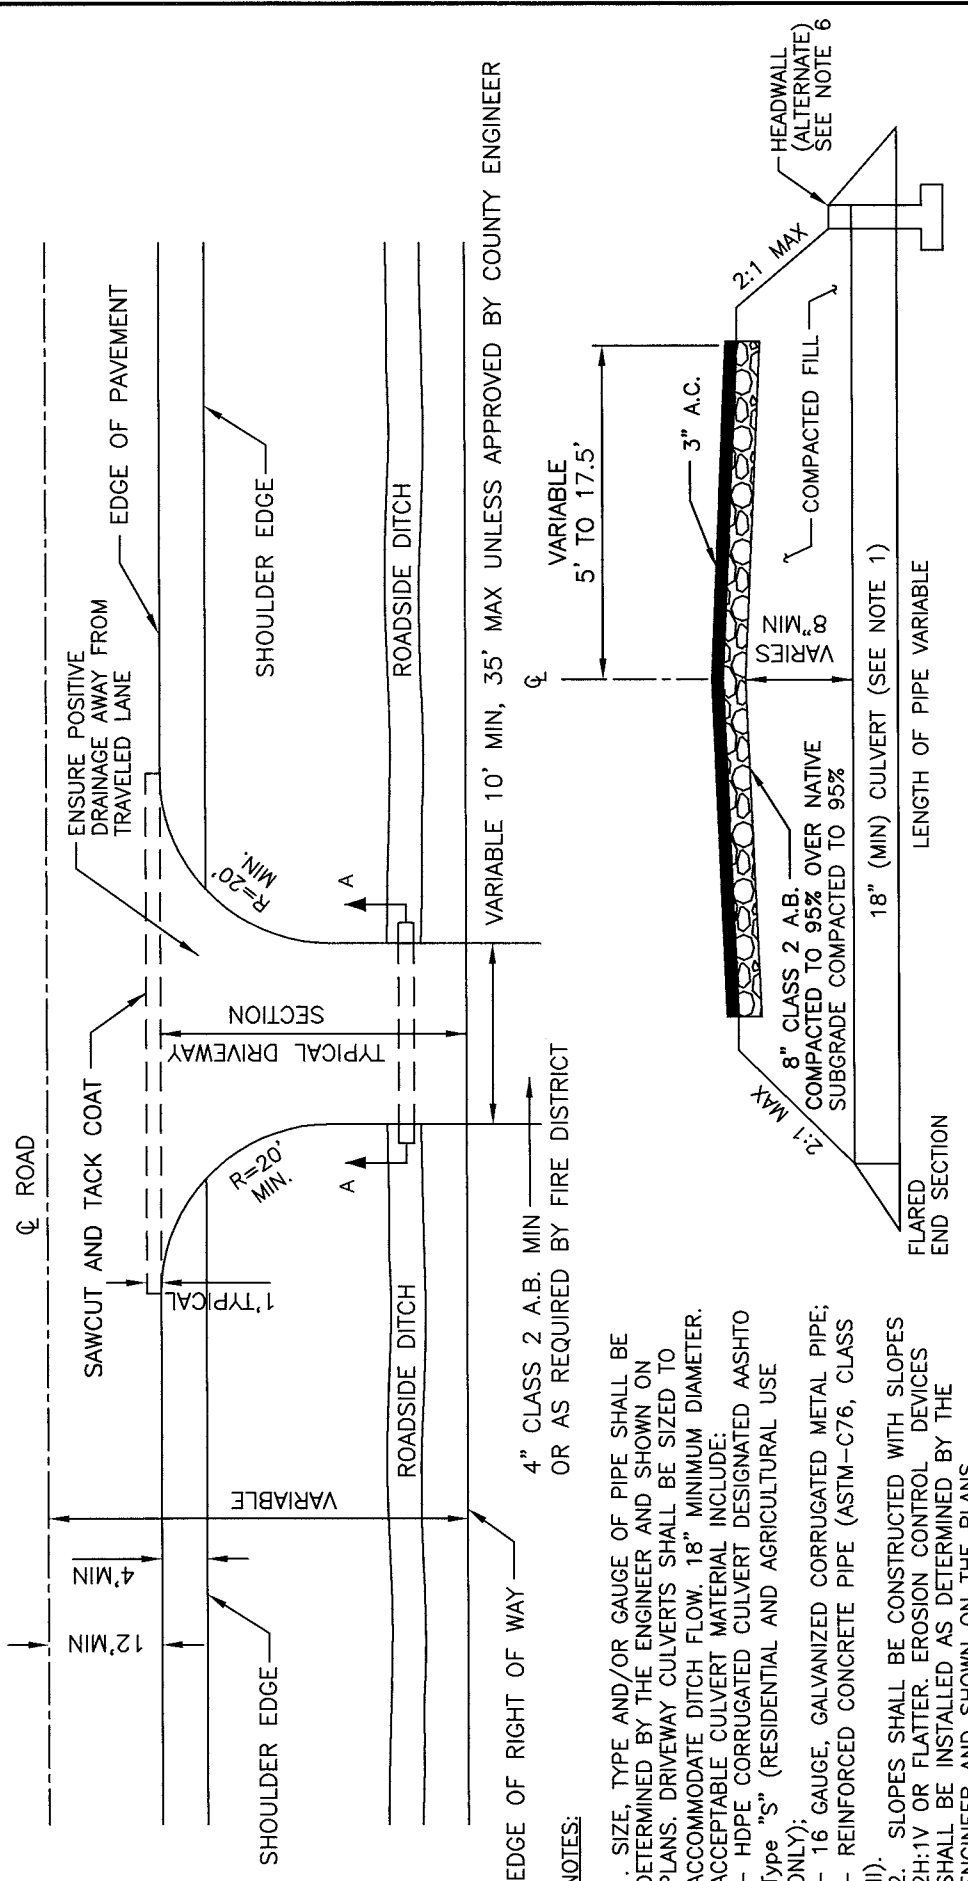 ℄ ROAD
SAWCUT AND TACK COAT
ENSURE POSITIVE
DRAINAGE AWAY FROM
TRAVELED LANE
EDGE OF PAVEMENT
12'MIN
4'MIN
VARIABLE
1'TYPICAL
R=20'
MIN.
R=20'
MIN.
SHOULDER EDGE
SHOULDER EDGE
TYPICAL DRIVEWAY
SECTION
A
A
ROADSIDE DITCH
ROADSIDE DITCH
EDGE OF RIGHT OF WAY
4" CLASS 2 A.B. MIN
OR AS REQUIRED BY FIRE DISTRICT
VARIABLE 10' MIN, 35' MAX UNLESS APPROVED BY COUNTY ENGINEER
NOTES:
. SIZE, TYPE AND/OR GAUGE OF PIPE SHALL BE
DETERMINED BY THE ENGINEER AND SHOWN ON
PLANS. DRIVEWAY CULVERTS SHALL BE SIZED TO
ACCOMMODATE DITCH FLOW. 18" MINIMUM DIAMETER.
ACCEPTABLE CULVERT MATERIAL INCLUDE:
- HDPE CORRUGATED CULVERT DESIGNATED AASHTO
Type "S" (RESIDENTIAL AND AGRICULTURAL USE
ONLY);
- 16 GAUGE, GALVANIZED CORRUGATED METAL PIPE;
- REINFORCED CONCRETE PIPE (ASTM-C76, CLASS
II).
2. SLOPES SHALL BE CONSTRUCTED WITH SLOPES
2H:1V OR FLATTER. EROSION CONTROL DEVICES
SHALL BE INSTALLED AS DETERMINED BY THE
ENGINEER AND SHOWN ON THE PLANS
℄
VARIABLE
5' TO 17.5'
3" A.C.
2:1 MAX
2:1 MAX
HEADWALL
(ALTERNATE)
SEE NOTE 6
8" CLASS 2 A.B.
COMPACTED TO 95% OVER NATIVE
SUBGRADE COMPACTED TO 95%
VARIES
8"MIN
COMPACTED FILL
18" (MIN) CULVERT (SEE NOTE 1)
LENGTH OF PIPE VARIABLE
FLARED
END SECTION